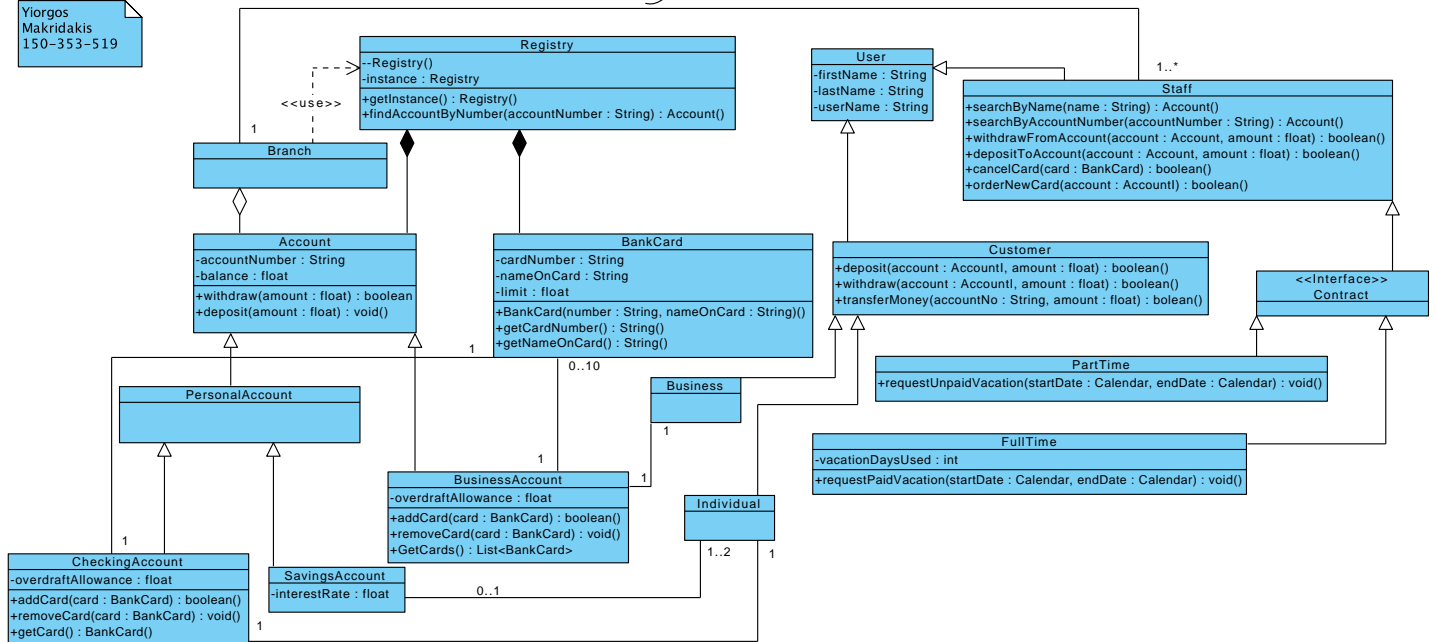 Yiorgos
Makridakis
150-353-519
Registry
--Registry()
-instance : Registry
+getInstance() : Registry()
+findAccountByNumber(accountNumber : String) : Account()
<<use>>
1
1..*
User
-firstName : String
-lastName : String
-userName : String
Staff
+searchByName(name : String) : Account()
+searchByAccountNumber(accountNumber : String) : Account()
+withdrawFromAccount(account : Account, amount : float) : boolean()
+depositToAccount(account : Account, amount : float) : boolean()
+cancelCard(card : BankCard) : boolean()
+orderNewCard(account : AccountI) : boolean()
Branch
Account
-accountNumber : String
-balance : float
+withdraw(amount : float) : boolean
+deposit(amount : float) : void()
BankCard
-cardNumber : String
-nameOnCard : String
-limit : float
+BankCard(number : String, nameOnCard : String)()
+getCardNumber() : String()
+getNameOnCard() : String()
Customer
+deposit(account : AccountI, amount : float) : boolean()
+withdraw(account : AccountI, amount : float) : boolean()
+transferMoney(accountNo : String, amount : float) : bolean()
<<Interface>>
Contract
1
0..10
PartTime
+requestUnpaidVacation(startDate : Calendar, endDate : Calendar) : void()
PersonalAccount
Business
1
FullTime
-vacationDaysUsed : int
+requestPaidVacation(startDate : Calendar, endDate : Calendar) : void()
1
1
BusinessAccount
-overdraftAllowance : float
+addCard(card : BankCard) : boolean()
+removeCard(card : BankCard) : void()
+GetCards() : List<BankCard>
Individual
1..2
1
1
CheckingAccount
-overdraftAllowance : float
+addCard(card : BankCard) : boolean()
+removeCard(card : BankCard) : void()
+getCard() : BankCard()
SavingsAccount
-interestRate : float
0..1
1